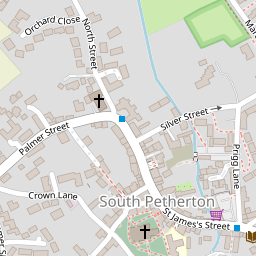 Orchard Close
North Street
Palmer Street
Silver Street
Prigg Lane
Crown Lane
South Petherton
St James's Street